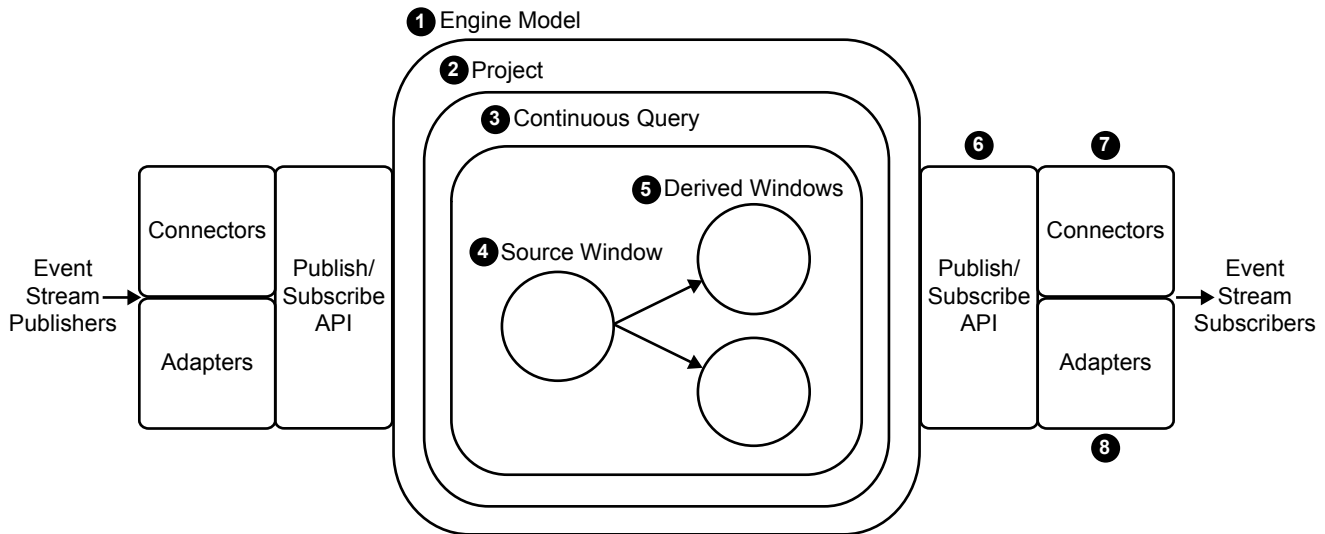 1 Engine Model
2 Project
3 Continuous Query
6
7
5 Derived Windows
Connectors
4 Source Window
Connectors
Event
Stream
Publishers
Publish/
Subscribe
API
Publish/
Subscribe
API
Event
Stream
Subscribers
Adapters
Adapters
8